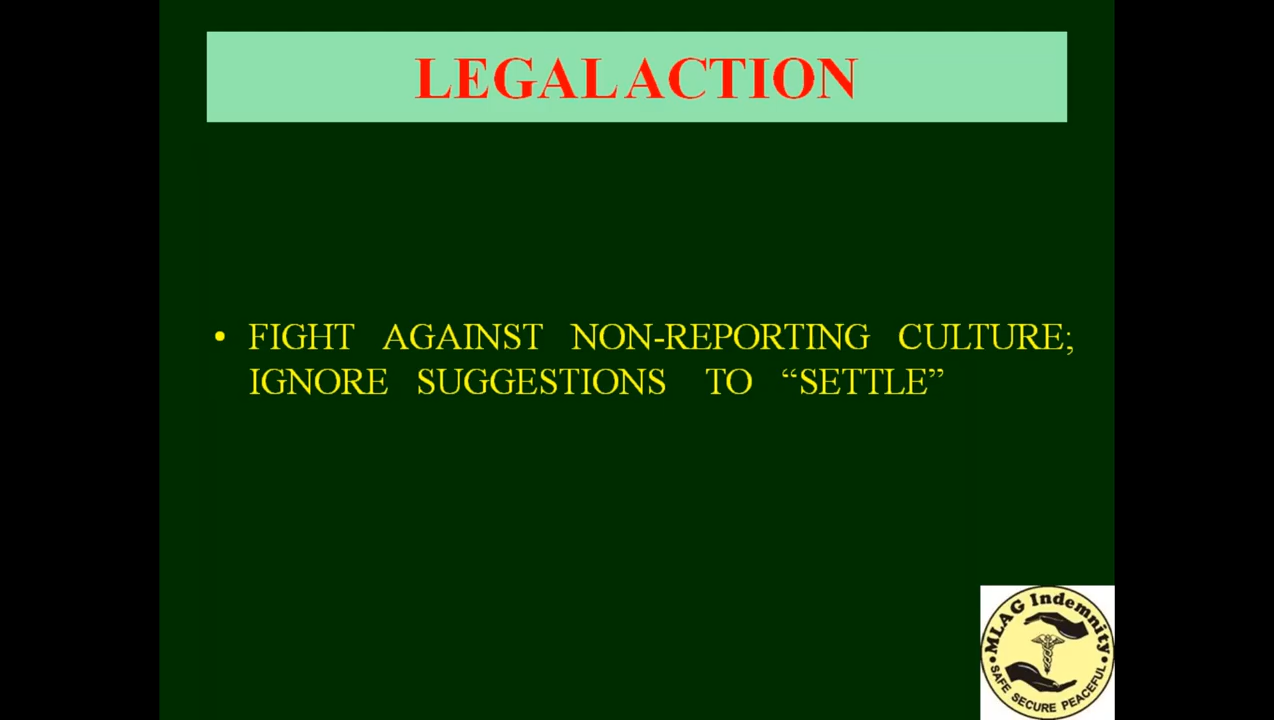 LEGAL ACTION
• FIGHT AGAINST NON-REPORTING CULTURE;
IGNORE SUGGESTIONS TO “SETTLE”
MLAG Indemnity
• SAFE SECURE PEACEFUL •